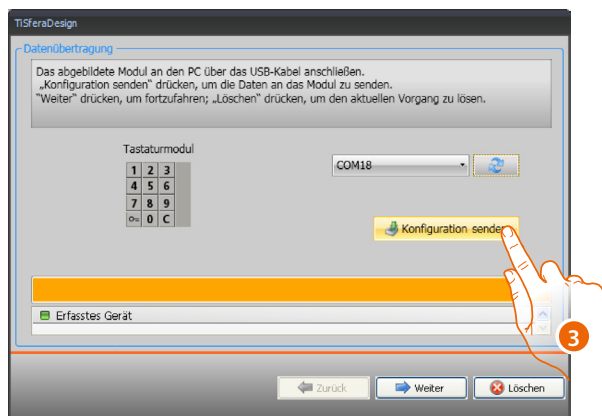 TiSferaDesign
Datenübertragung
Das abgebildete Modul an den PC über das USB-Kabel anschließen.
„Konfiguration senden" drücken, um die Daten an das Modul zu senden.
"Weiter" drücken, um fortzufahren; „Löschen" drücken, um den aktuellen Vorgang zu lösen.
Tastaturmodul
COM18
1 2 3
4 5 6
7 8 9
0 C
Konfiguration senden
Erfasstes Gerät
3
Zurück
Weiter
Löschen